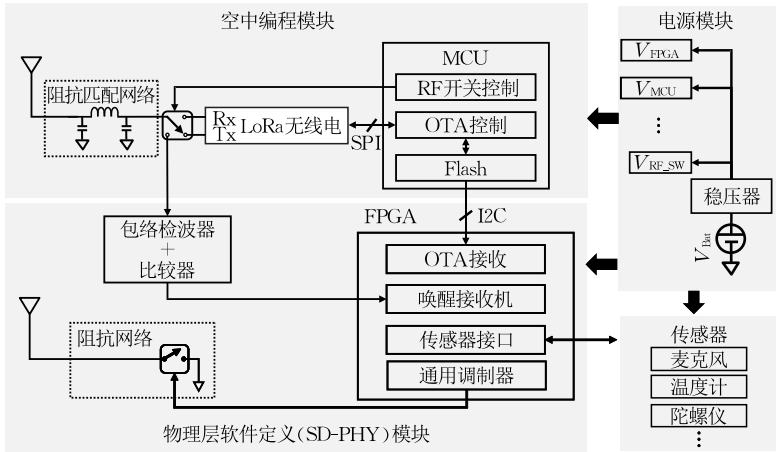 空中编程模块
阻抗匹配网络
Rx
Tx
LoRa无线电
SPI
MCU
RF开关控制
OTA控制
Flash
I2C
FPGA
包络检波器
+
比较器
OTA接收
唤醒接收机
传感器接口
通用调制器
阻抗网络
物理层软件定义(SD-PHY)模块
电源模块
VFPGA
VMCU
⋮
VRF_SW
稳压器
VBat
传感器
麦克风
温度计
陀螺仪
⋮